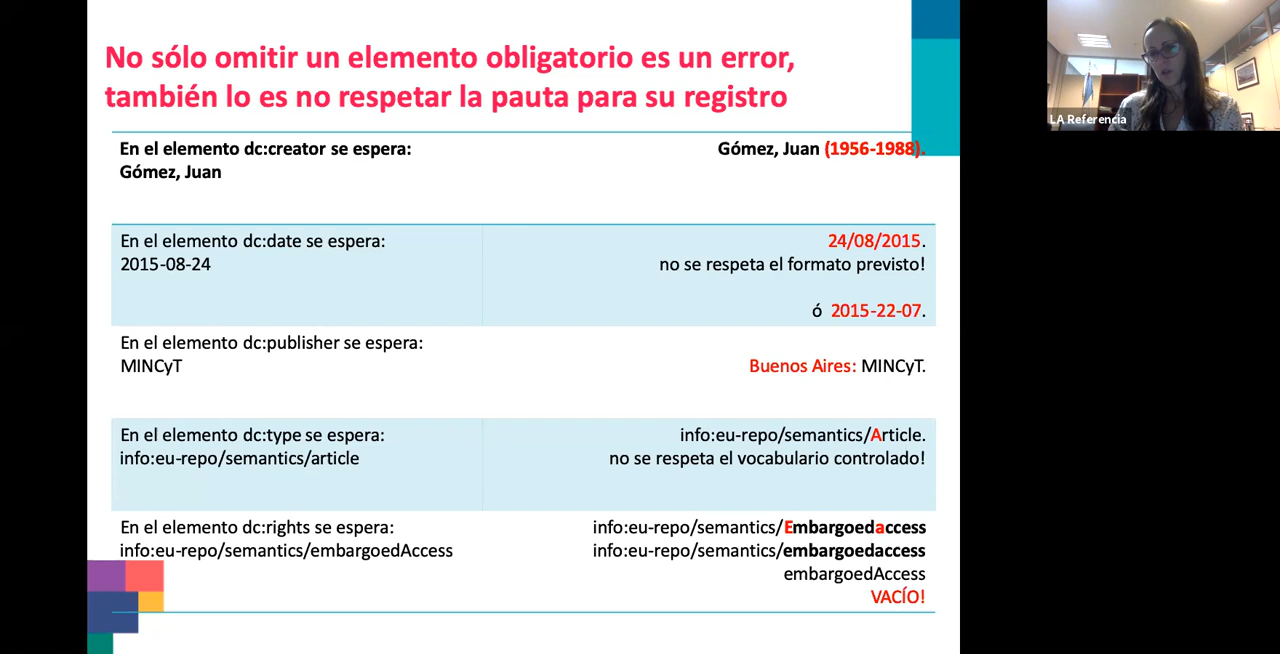 No sólo omitir un elemento obligatorio es un error,
también lo es no respetar la pauta para su registro
En el elemento dc:creator se espera:
Gómez, Juan
Gómez, Juan (1956-1988).
En el elemento dc:date se espera:
2015-08-24
24/08/2015.
no se respeta el formato previsto!
ó 2015-22-07.
En el elemento dc:publisher se espera:
MINCyT
Buenos Aires: MINCyT.
En el elemento dc:type se espera:
info:eu-repo/semantics/article
info:eu-repo/semantics/Article.
no se respeta el vocabulario controlado!
En el elemento dc:rights se espera:
info:eu-repo/semantics/embargoedAccess
info:eu-repo/semantics/Embargoedaccess
info:eu-repo/semantics/embargoedaccess
embargoedAccess
VACÍO!
LA Referencia